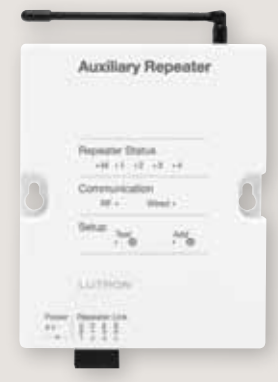 Auxiliary Repeater
Repeater Status
M 1 2 3 4
Communication
RF Wired
Setup
Test Add
LUTRON
Power Repeater Link